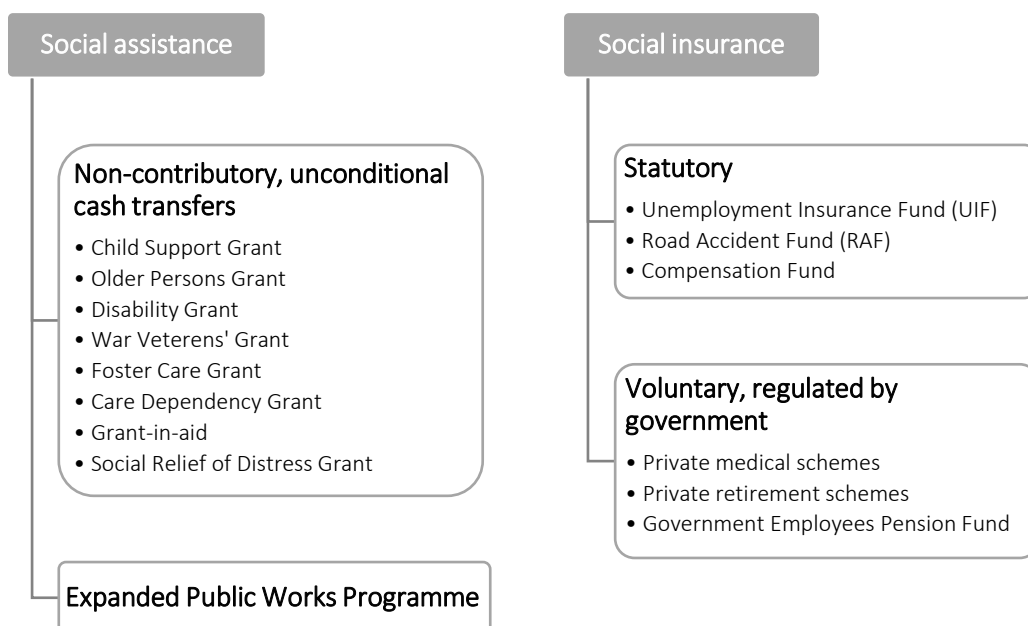 Social assistance
Non-contributory, unconditional
cash transfers
• Child Support Grant
• Older Persons Grant
• Disability Grant
• War Veterens' Grant
• Foster Care Grant
• Care Dependency Grant
• Grant-in-aid
• Social Relief of Distress Grant
Expanded Public Works Programme
Social insurance
Statutory
• Unemployment Insurance Fund (UIF)
• Road Accident Fund (RAF)
• Compensation Fund
Voluntary, regulated by
government
• Private medical schemes
• Private retirement schemes
• Government Employees Pension Fund